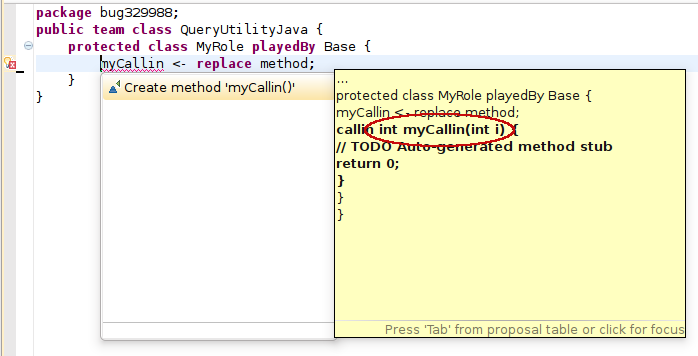 package bug329988;
public team class QueryUtilityJava {
protected class MyRole playedBy Base {
myCallin <- replace method;
}
}
Create method 'myCallin()'
...
protected class MyRole playedBy Base {
myCallin <- replace method;
callin int myCallin(int i) {
// TODO Auto-generated method stub
return 0;
}
}
}
Press 'Tab' from proposal table or click for focus